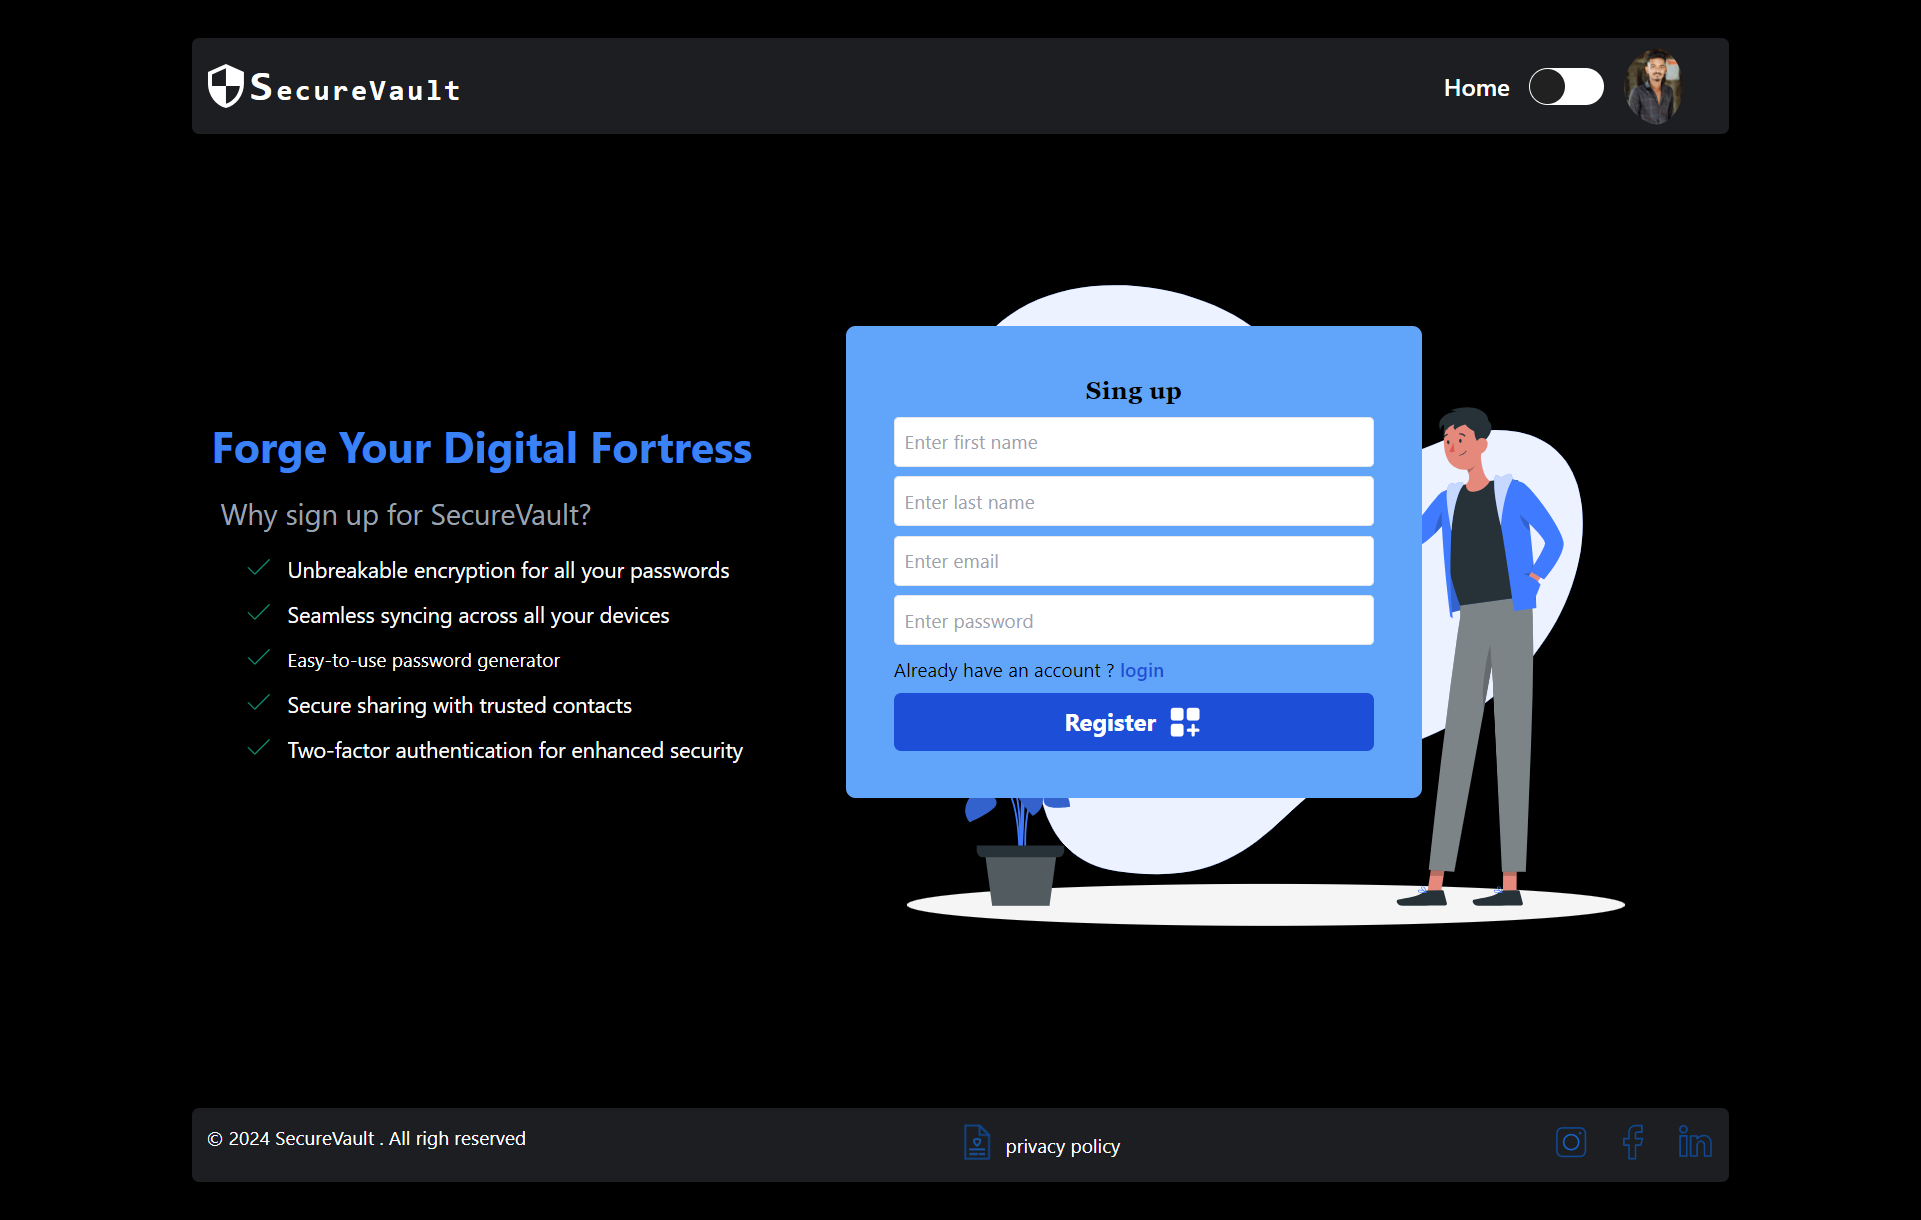 SecureVault
Home
Forge Your Digital Fortress
Why sign up for SecureVault?
Unbreakable encryption for all your passwords
Seamless syncing across all your devices
Easy-to-use password generator
Secure sharing with trusted contacts
Two-factor authentication for enhanced security
Sing up
Enter first name
Enter last name
Enter email
Enter password
Already have an account ? login
Register
© 2024 SecureVault . All righ reserved
privacy policy